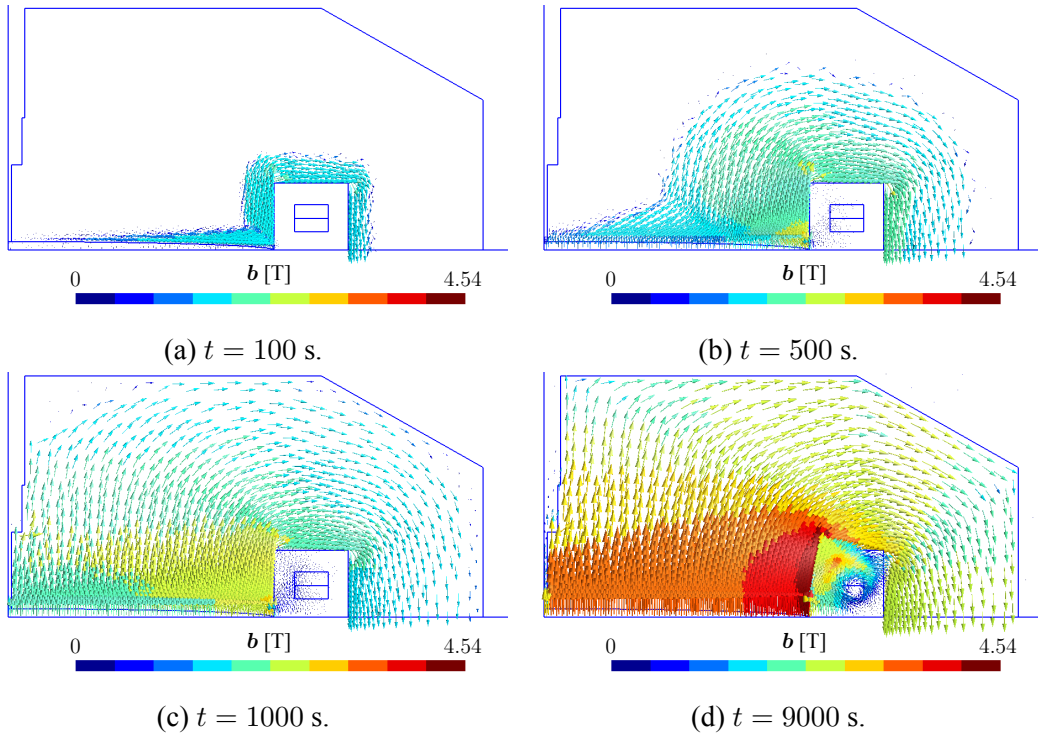 0 b [T] 4.54
0 b [T] 4.54
(a) t = 100 s.
(b) t = 500 s.
0 b [T] 4.54
0 b [T] 4.54
(c) t = 1000 s.
(d) t = 9000 s.